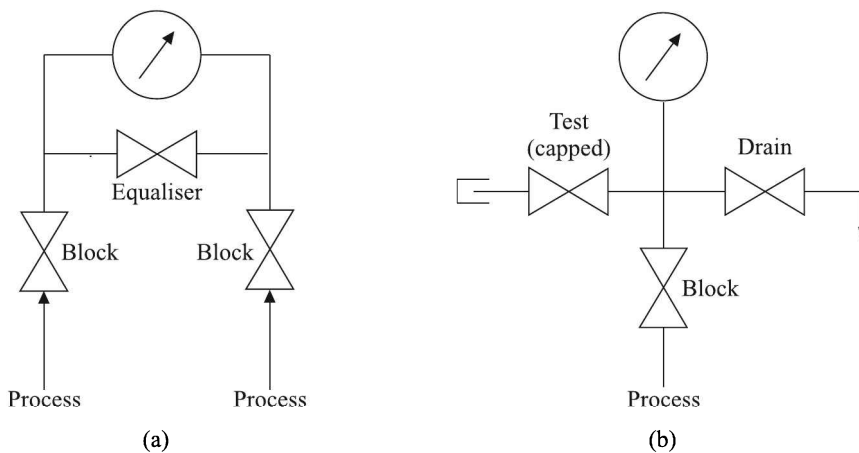 Equaliser
Block
Block
Process
Process
(a)
Test
(capped)
Drain
Block
Process
(b)